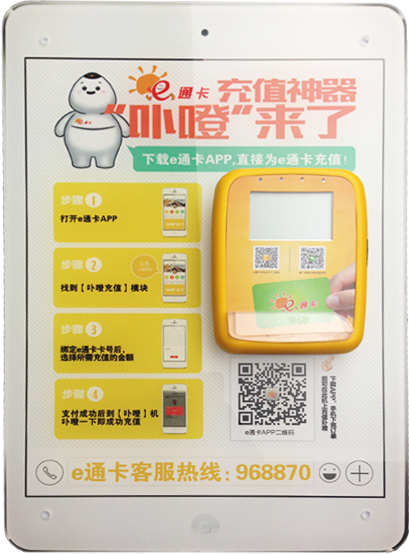 e通卡 充值神器
“卟噔”来了
下载e通卡APP,直接为e通卡充值!
步骤 1
打开e通卡APP
步骤 2
找到【卟噔充值】模块
步骤 3
绑定e通卡卡号后,
选择所需充值的金额
步骤 4
支付成功后到【卟噔】机
卟噔一下即成功充值
e通卡
e通卡APP二维码
e通卡客服热线: 968870